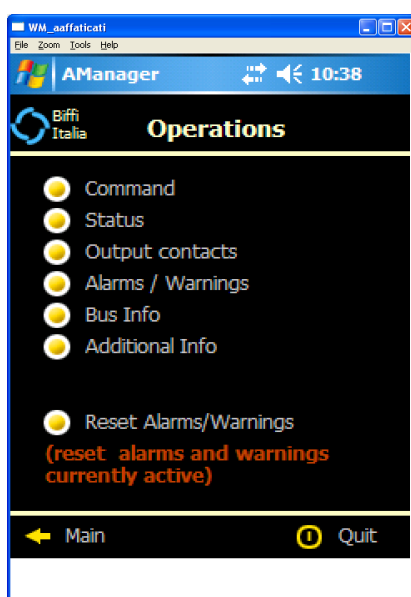 WM_aaffaticati
File Zoom Tools Help
AManager 10:38
Biffi
Italia
Operations
Command
Status
Output contacts
Alarms / Warnings
Bus Info
Additional Info
Reset Alarms/Warnings
(reset alarms and warnings
currently active)
Main Quit